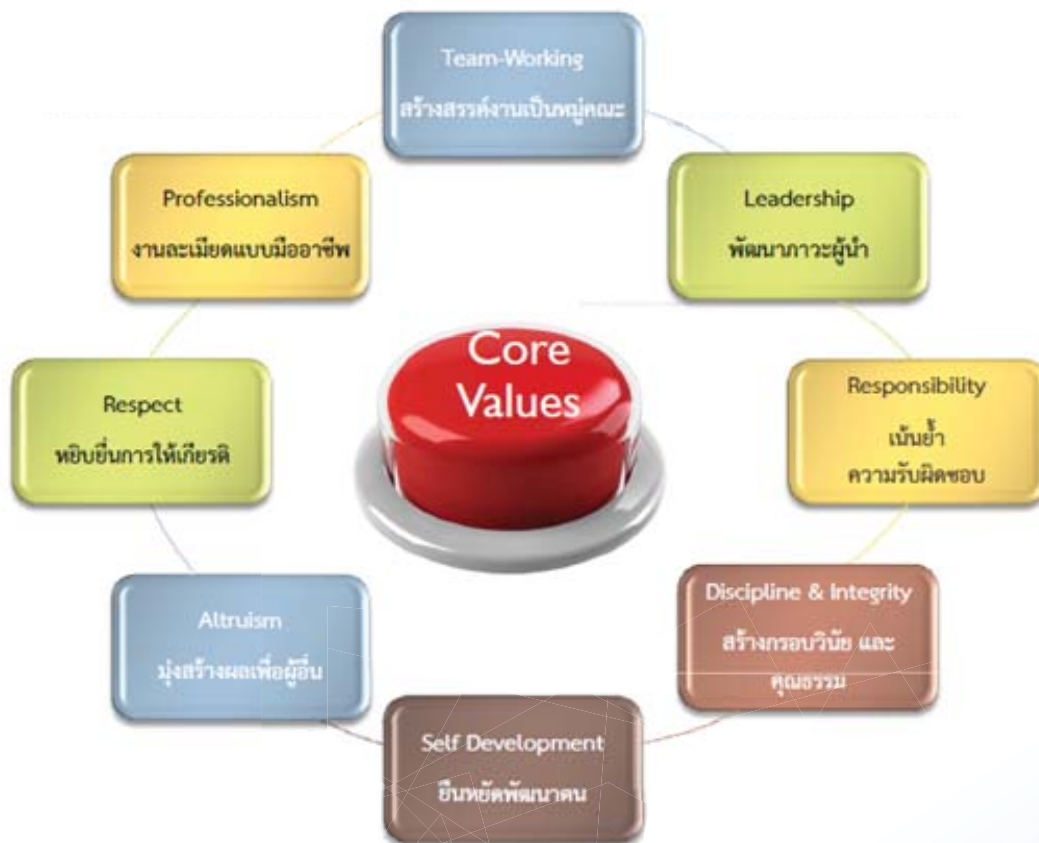 Team-Working
สร้างสรรค์งานเป็นหมู่คณะ
Leadership
พัฒนาภาวะผู้นำ
Responsibility
เน้นย้ำ
ความรับผิดชอบ
Discipline & Integrity
สร้างกรอบวินัย และ
คุณธรรม
Self Development
ยืนหยัดพัฒนาตน
Altruism
มุ่งสร้างผลเพื่อผู้อื่น
Respect
หยิบยื่นการให้เกียรติ
Professionalism
งานละเมียดแบบมืออาชีพ
Core
Values